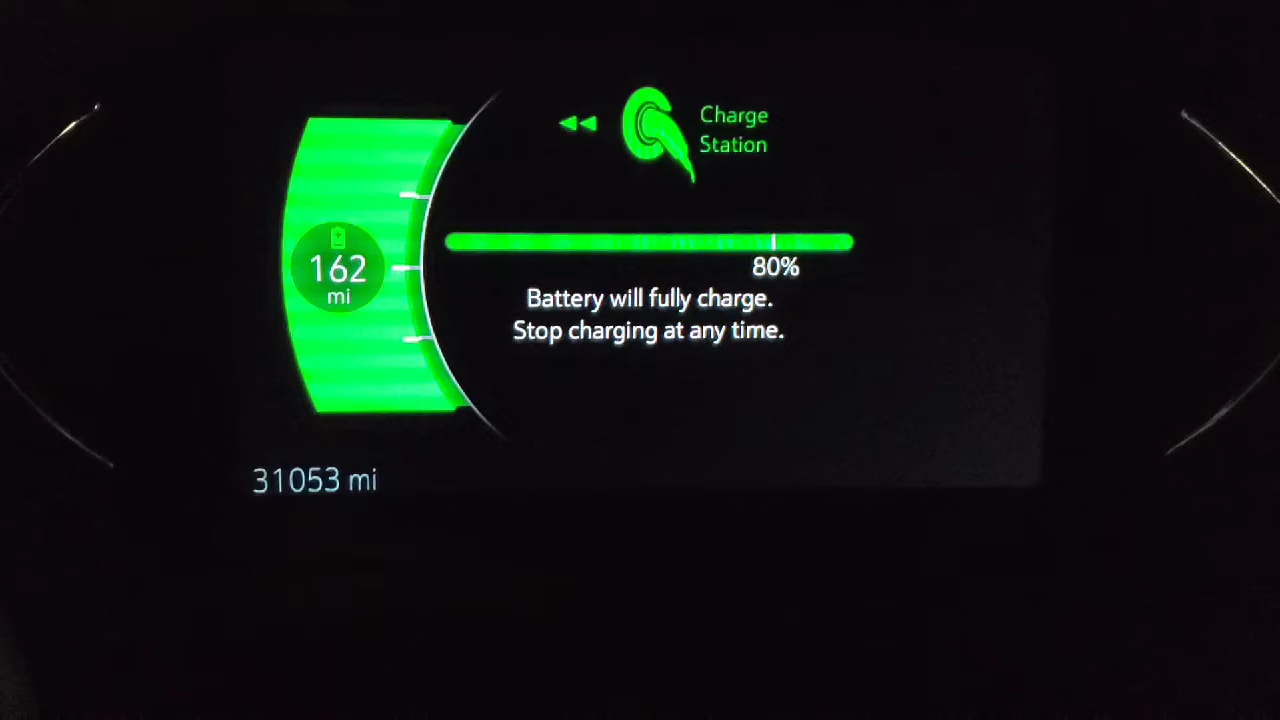 Charge
Station
162
mi
80%
Battery will fully charge.
Stop charging at any time.
31053 mi